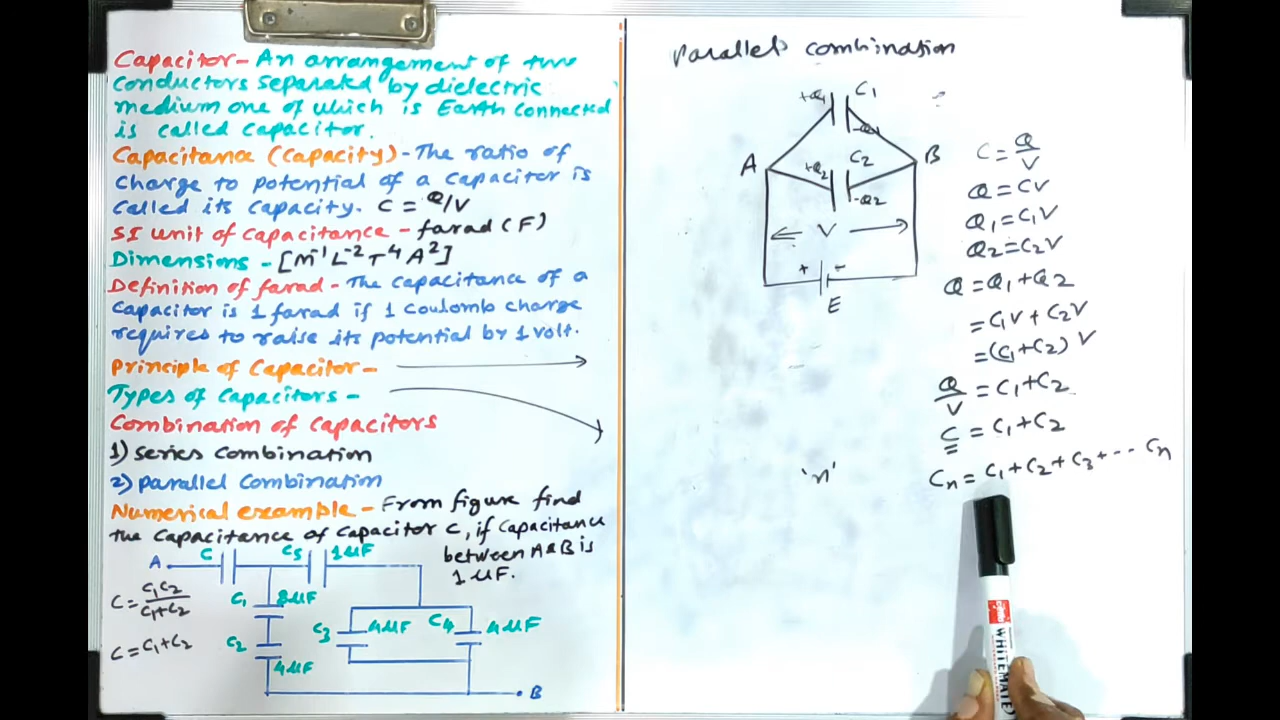 Capacitor - An arrangement of two
conductors separated by dielectric
medium one of which is Earth connected
is called capacitor.
Capacitance (Capacity) - The ratio of
charge to potential of a capacitor is
called its capacity. C = Q/V
SI unit of capacitance - farad (F)
Dimensions - [M⁻¹ L⁻² T⁴ A²]
Definition of farad - The capacitance of a
capacitor is 1 farad if 1 coulomb charge
requires to raise its potential by 1 volt.
Principle of Capacitor -
Types of Capacitors -
Combination of Capacitors
1) series combination
2) parallel combination
Numerical example - From figure find
the capacitance of capacitor C, if capacitance
between A & B is
1 µF.
A C C5 1µF
C = C1C2/C1+C2
C1 8µF
C3 4µF C4 4µF
C = C1+C2
C2
4µF
B
Parallel combination
+Q1 C1
-Q1
A B
+Q2 C2
-Q2
V
+ -
E
'n'
C = Q/V
Q = CV
Q1 = C1V
Q2 = C2V
Q = Q1+Q2
= C1V + C2V
= (C1+C2) V
Q/V = C1+C2
C = C1+C2
Cn = C1+C2+C3+--- Cn
WHITEMATE